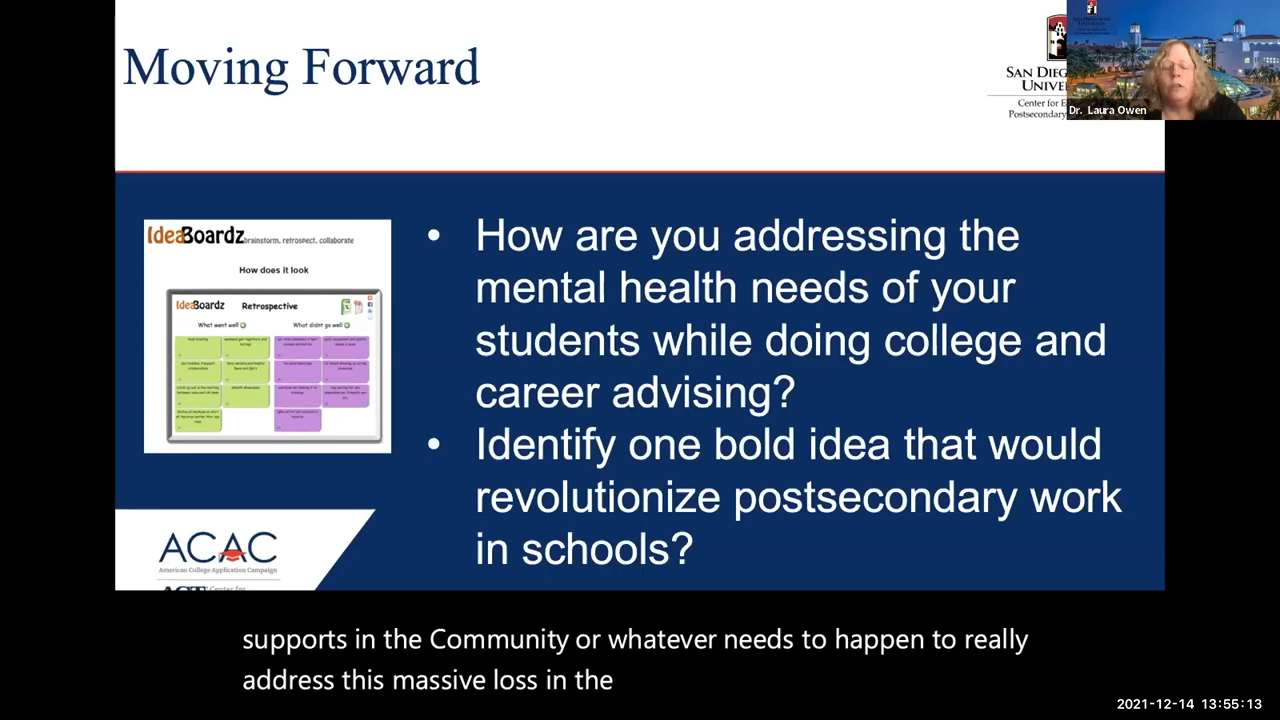 Moving Forward
SAN DIE
UNIVE
Center for E
Postsecondary
Dr. Laura Owen
IdeaBoardz brainstorm, retrospect, collaborate
How does it look
IdeaBoardz Retrospective
What went well
What didnt go well
• How are you addressing the
mental health needs of your
students while doing college and
career advising?
• Identify one bold idea that would
revolutionize postsecondary work
in schools?
ACAC
American College Application Campaign
ACT Center for
supports in the Community or whatever needs to happen to really
address this massive loss in the
2021-12-14 13:55:13